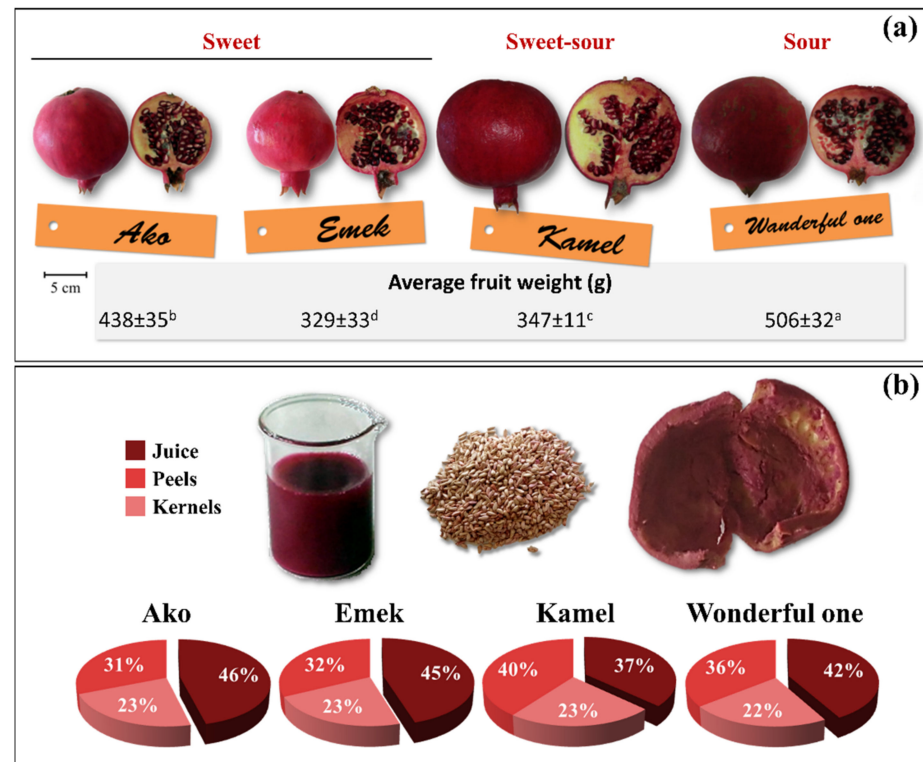 (a)
Sweet Sweet-sour Sour
Ako Emek Kamel Wanderful one
5 cm
Average fruit weight (g)
438±35ᵇ 329±33ᵈ 347±11ᶜ 506±32ᵃ
(b)
Juice
Peels
Kernels
Ako Emek Kamel Wonderful one
31% 46% 32% 45% 40% 37% 36% 42%
23% 23% 23% 22%